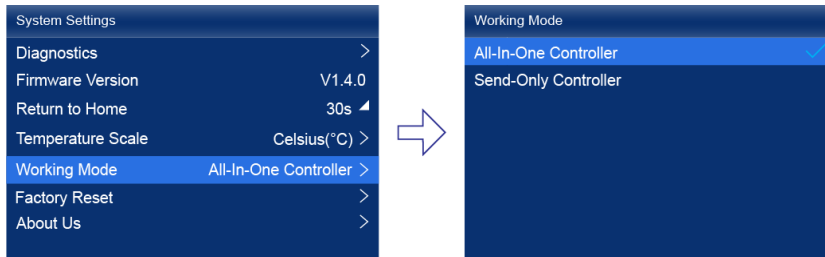 System Settings
Diagnostics >
Firmware Version V1.4.0
Return to Home 30s
Temperature Scale Celsius(°C) >
Working Mode All-In-One Controller >
Factory Reset >
About Us >
Working Mode
All-In-One Controller
Send-Only Controller